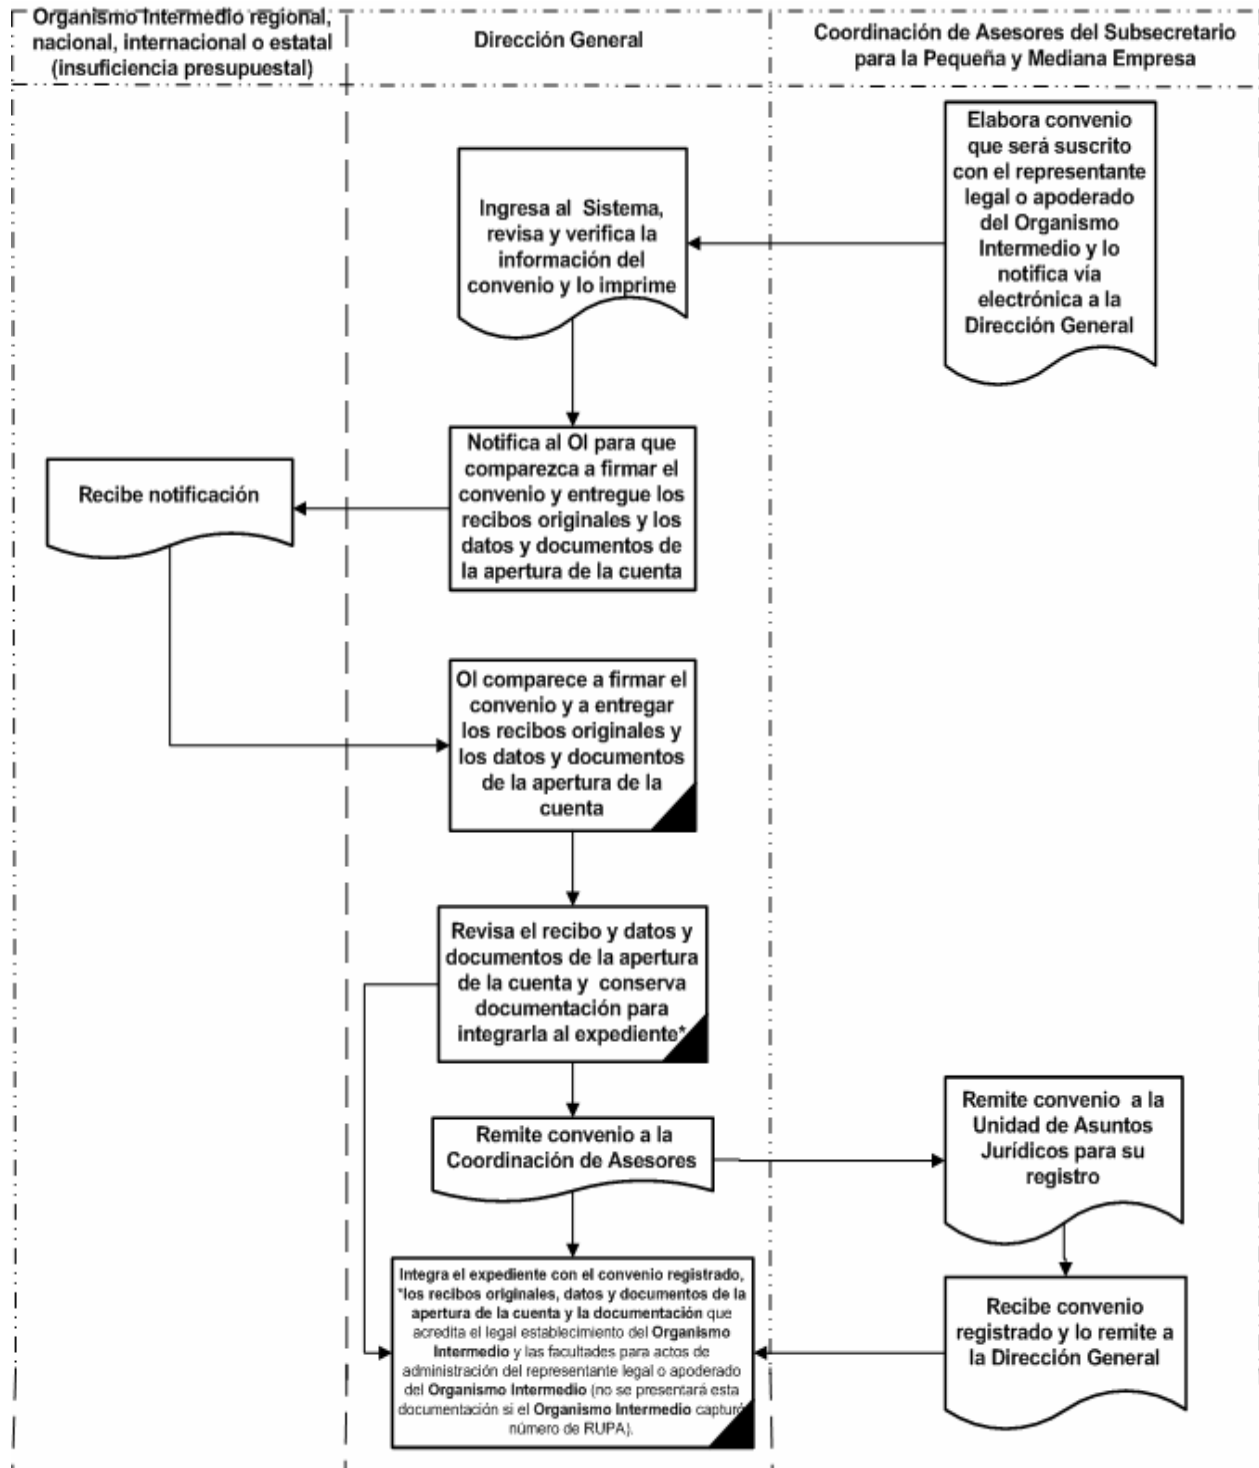 Organismo Intermedio regional,
nacional, internacional o estatal
(insuficiencia presupuestal)
Dirección General
Coordinación de Asesores del Subsecretario
para la Pequeña y Mediana Empresa
Elabora convenio
que será suscrito
con el representante
legal o apoderado
del Organismo
Intermedio y lo
notifica vía
electrónica a la
Dirección General
Ingresa al Sistema,
revisa y verifica la
información del
convenio y lo imprime
Notifica al OI para que
comparezca a firmar el
convenio y entregue los
recibos originales y los
datos y documentos de
la apertura de la cuenta
Recibe notificación
OI comparece a firmar el
convenio y a entregar
los recibos originales y
los datos y documentos
de la apertura de la
cuenta
Revisa el recibo y datos y
documentos de la apertura
de la cuenta y conserva
documentación para
integrarla al expediente*
Remite convenio a la
Coordinación de Asesores
Remite convenio a la
Unidad de Asuntos
Jurídicos para su
registro
Recibe convenio
registrado y lo remite a
la Dirección General
Integra el expediente con el convenio registrado,
*los recibos originales, datos y documentos de la
apertura de la cuenta y la documentación que
acredita el legal establecimiento del Organismo
Intermedio y las facultades para actos de
administración del representante legal o apoderado
del Organismo Intermedio (no se presentará esta
documentación si el Organismo Intermedio capturó
número de RUPA).